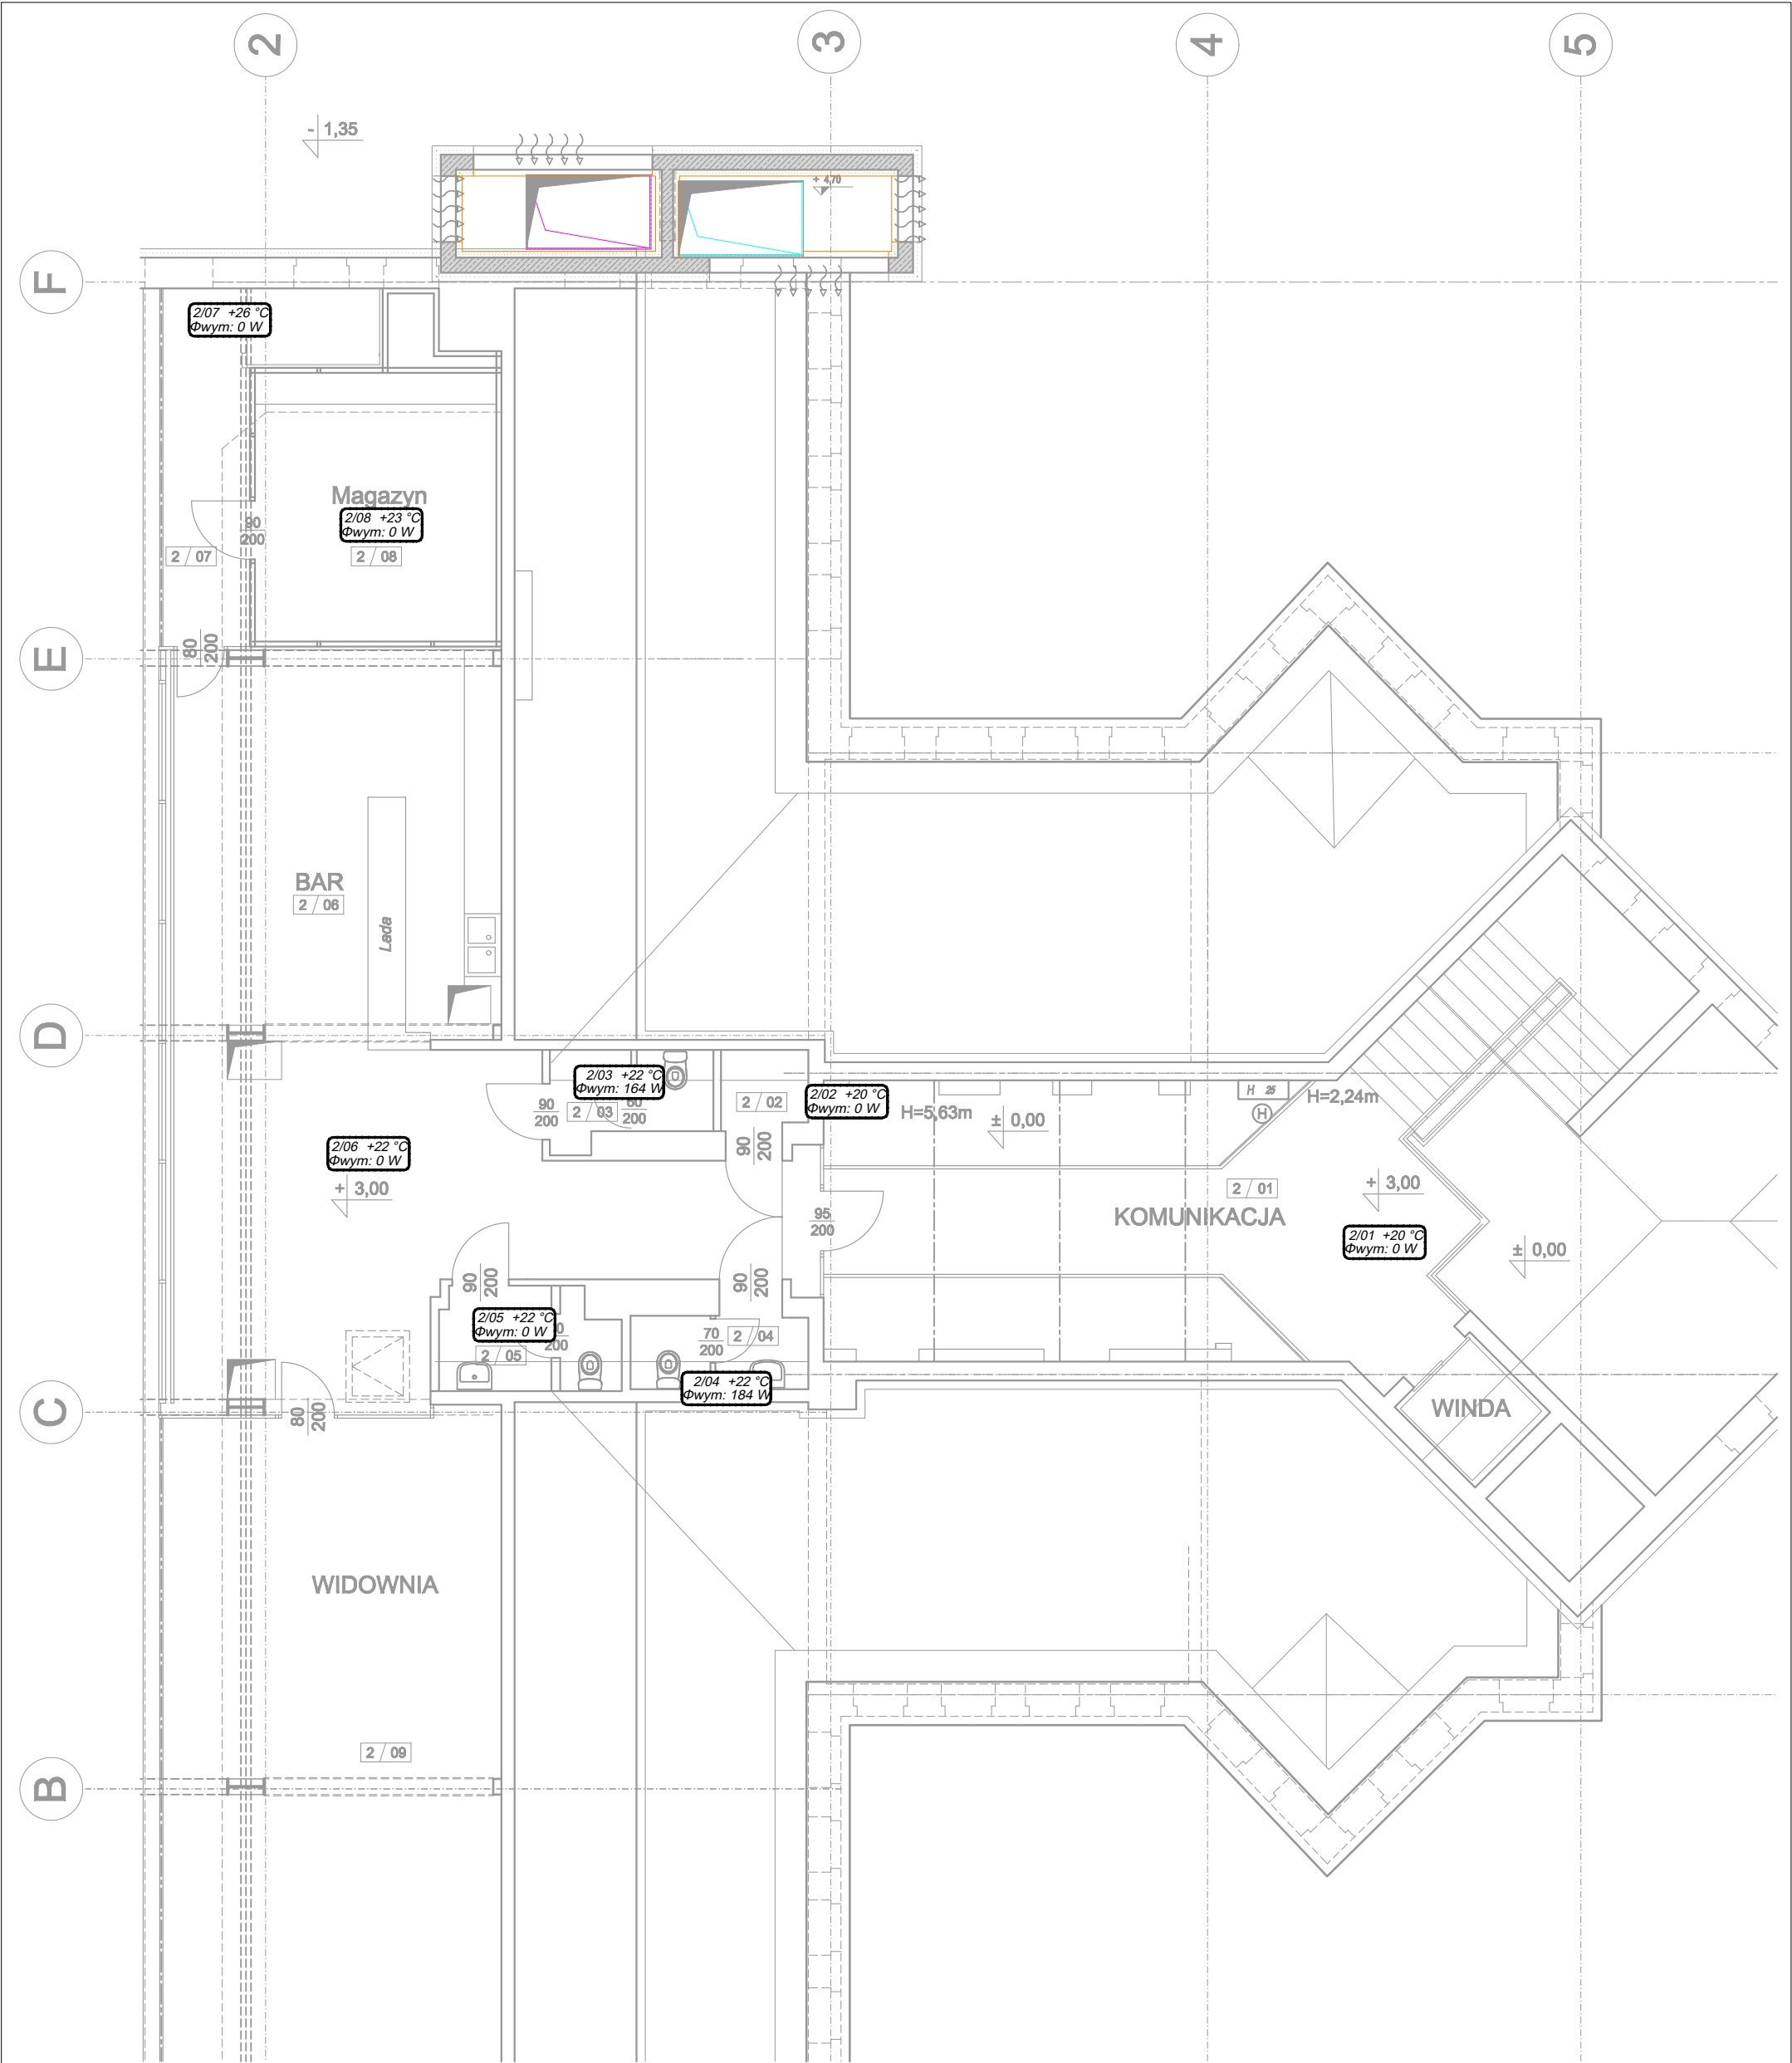 2
3
4
5
- 1,35
+ 4,70
F
2/07 +26 °C
Φwym: 0 W
Magazyn
2/08 +23 °C
Φwym: 0 W
90
200
2 / 07
2 / 08
E
80
200
BAR
2 / 06
Lada
D
2/03 +22 °C
Φwym: 164 W
90
200
2 / 03
60
200
2 / 02
2/02 +20 °C
Φwym: 0 W
H=5,63m
± 0,00
H 25
H
H=2,24m
90
200
2/06 +22 °C
Φwym: 0 W
+ 3,00
95
200
2 / 01
KOMUNIKACJA
+ 3,00
2/01 +20 °C
Φwym: 0 W
± 0,00
90
200
90
200
2/05 +22 °C
Φwym: 0 W
200
2 / 05
70
200
2 / 04
2/04 +22 °C
Φwym: 184 W
C
80
200
WINDA
WIDOWNIA
2 / 09
B